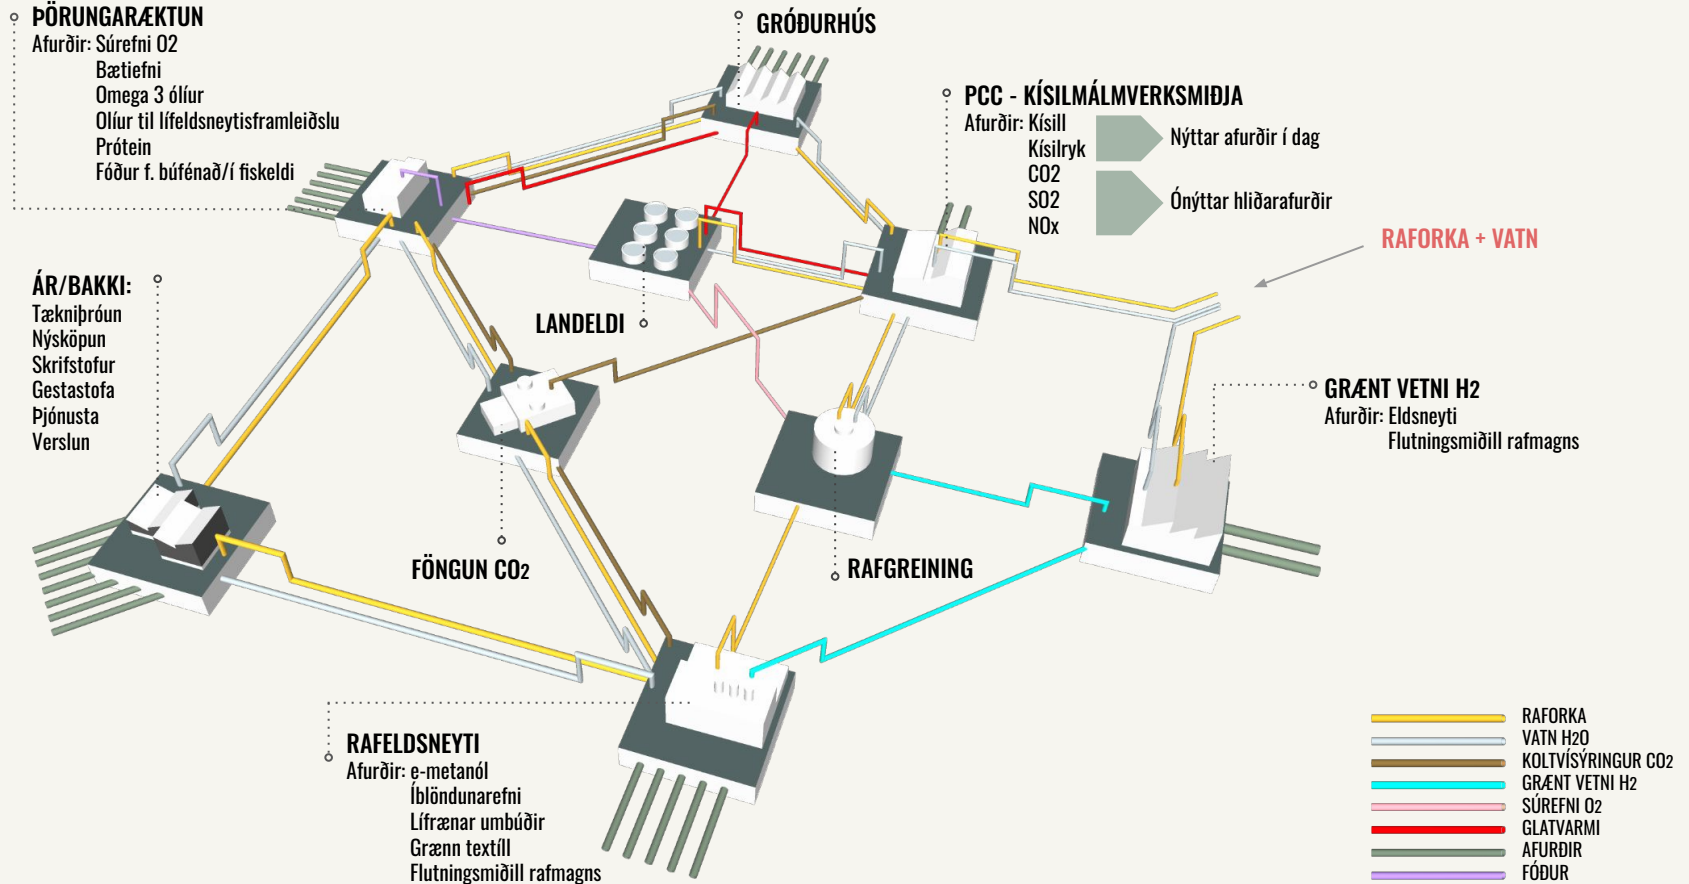 ÞÖRUNGARÆKTUN
Afurðir: Súrefni O2
Bætiefni
Omega 3 ólíur
Olíur til lífeldsneytisframleiðslu
Prótein
Fóður f. búfénað/í fiskeldi
GRÓÐURHÚS
PCC - KÍSILMÁLMVERKSMIÐJA
Afurðir: Kísill
Kísilryk
CO2
SO2
NOx
Nýttar afurðir í dag
Ónýttar hliðarafurðir
RAFORKA + VATN
ÁR/BAKKI:
Tækniþróun
Nýsköpun
Skrifstofur
Gestastofa
Þjónusta
Verslun
LANDELDI
GRÆNT VETNI H2
Afurðir: Eldsneyti
Flutningsmiðill rafmagns
FÖNGUN CO2
RAFGREINING
RAFELDSNEYTI
Afurðir: e-metanól
Íblöndunarefni
Lífrænar umbúðir
Grænn textíll
Flutningsmiðill rafmagns
RAFORKA
VATN H2O
KOLTVÍSÝRINGUR CO2
GRÆNT VETNI H2
SÚREFNI O2
GLATVARMI
AFURÐIR
FÓÐUR